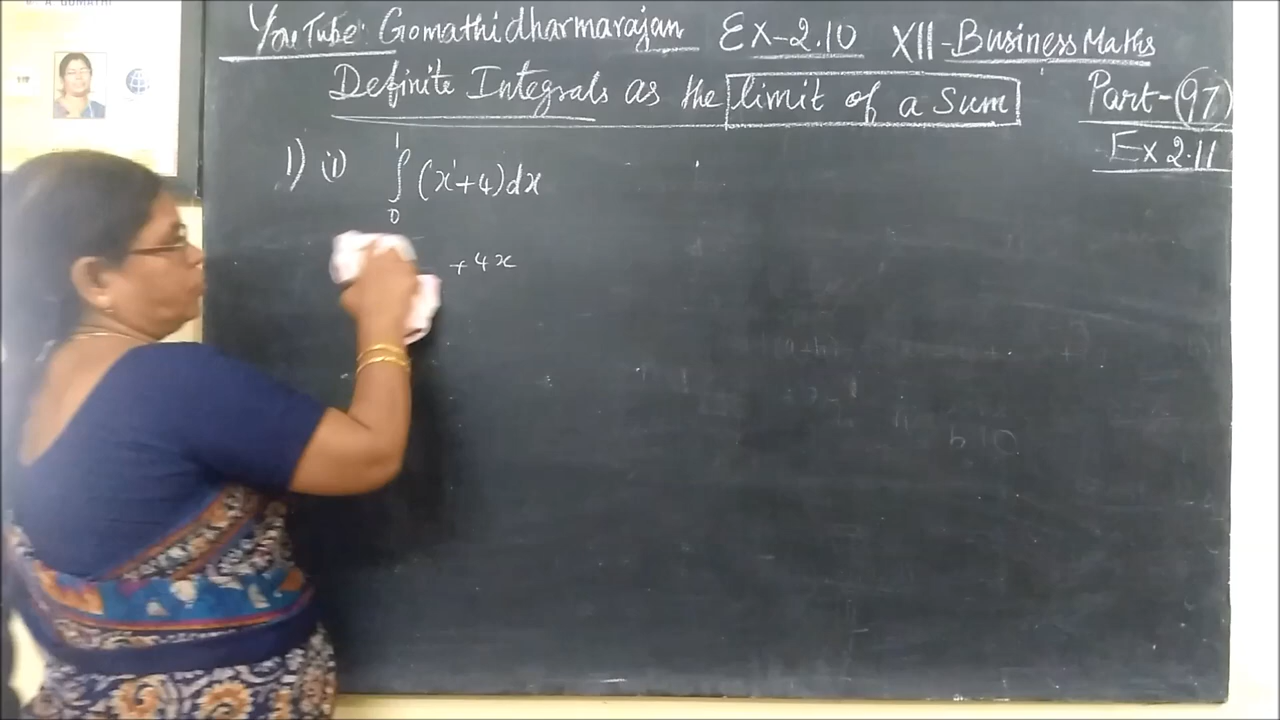 YouTube: Gomathidharmarajan EX-2.10 XII-Business Maths
Definite Integrals as the limit of a Sum Part-97
Ex 2.11
1) (i) ∫₀¹ (x+4)dx
+4x